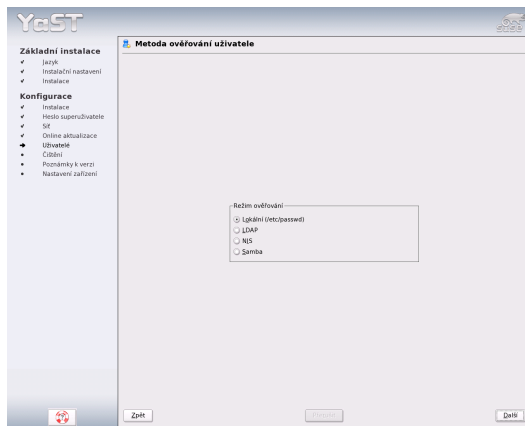 YaST
SUSE
Základní instalace
Jazyk
Instalační nastavení
Instalace
Konfigurace
Instalace
Heslo superuživatele
Síť
Online aktualizace
Uživatelé
Čištění
Poznámky k verzi
Nastavení zařízení
Metoda ověřování uživatele
Režim ověřování
Lokální (/etc/passwd)
LDAP
NIS
Samba
Zpět
Další